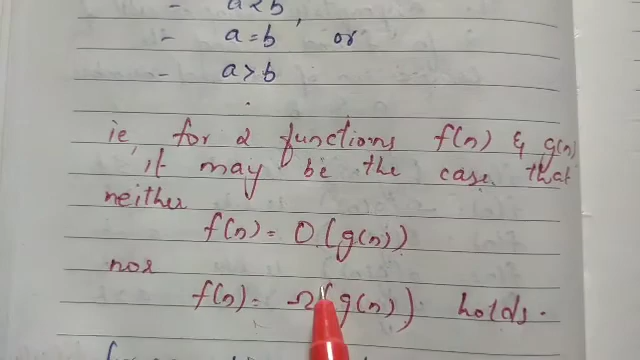 - a < b,
- a = b or
- a > b
ie, for 2 functions f(n) & g(n)
it may be the case that
neither
f(n) = O(g(n))
nor
f(n) = Ω(g(n)) holds.